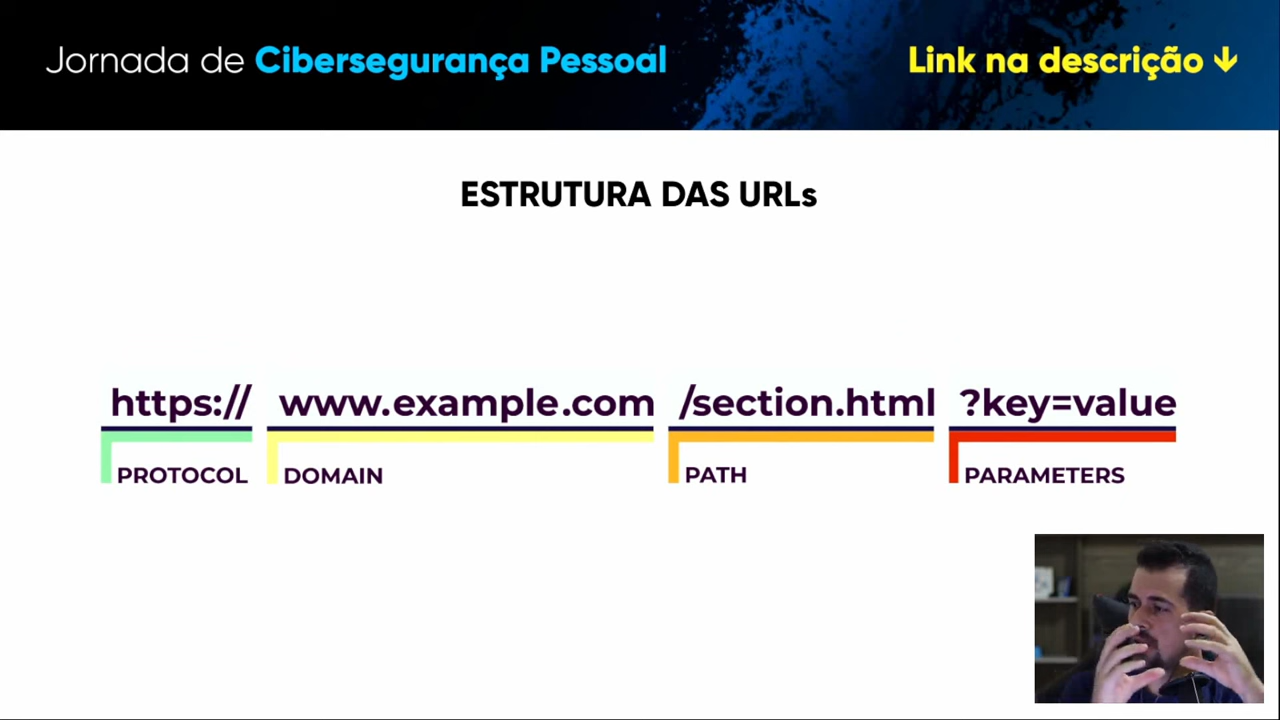 Jornada de Cibersegurança Pessoal
Link na descrição ↓
ESTRUTURA DAS URLs
https:// www.example.com /section.html ?key=value
PROTOCOL DOMAIN PATH PARAMETERS